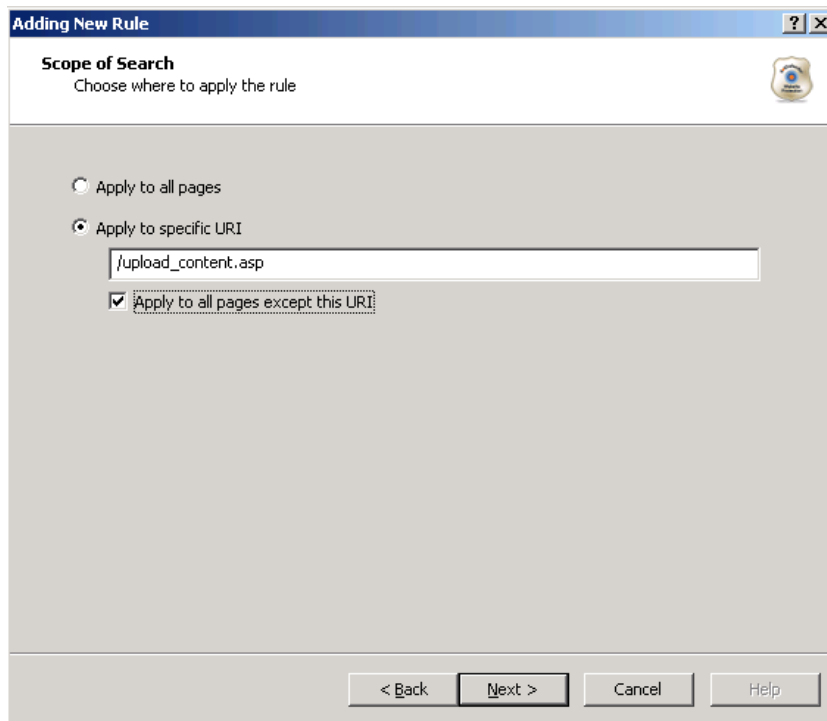 Adding New Rule
Scope of Search
Choose where to apply the rule
Apply to all pages
Apply to specific URI
/upload_content.asp
Apply to all pages except this URI
< Back
Next >
Cancel
Help